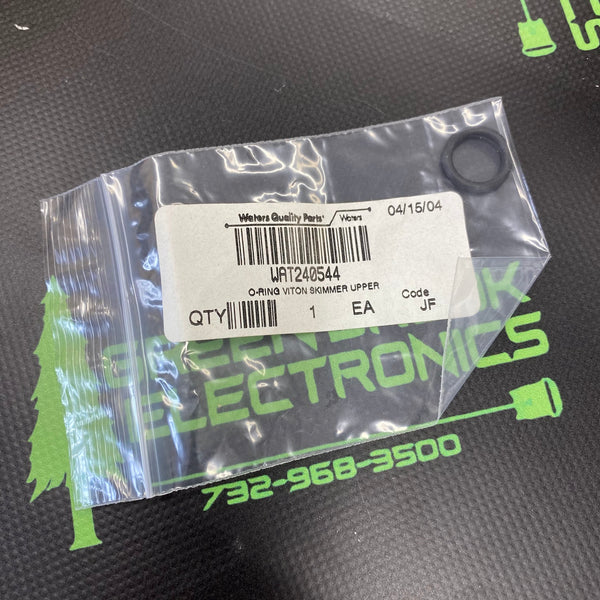 Waters Quality Parts
Waters
04/15/04
WAT240544
O-RING VITON SKIMMER UPPER
QTY 1 EA Code JF
ELECTRONICS
732-968-3500